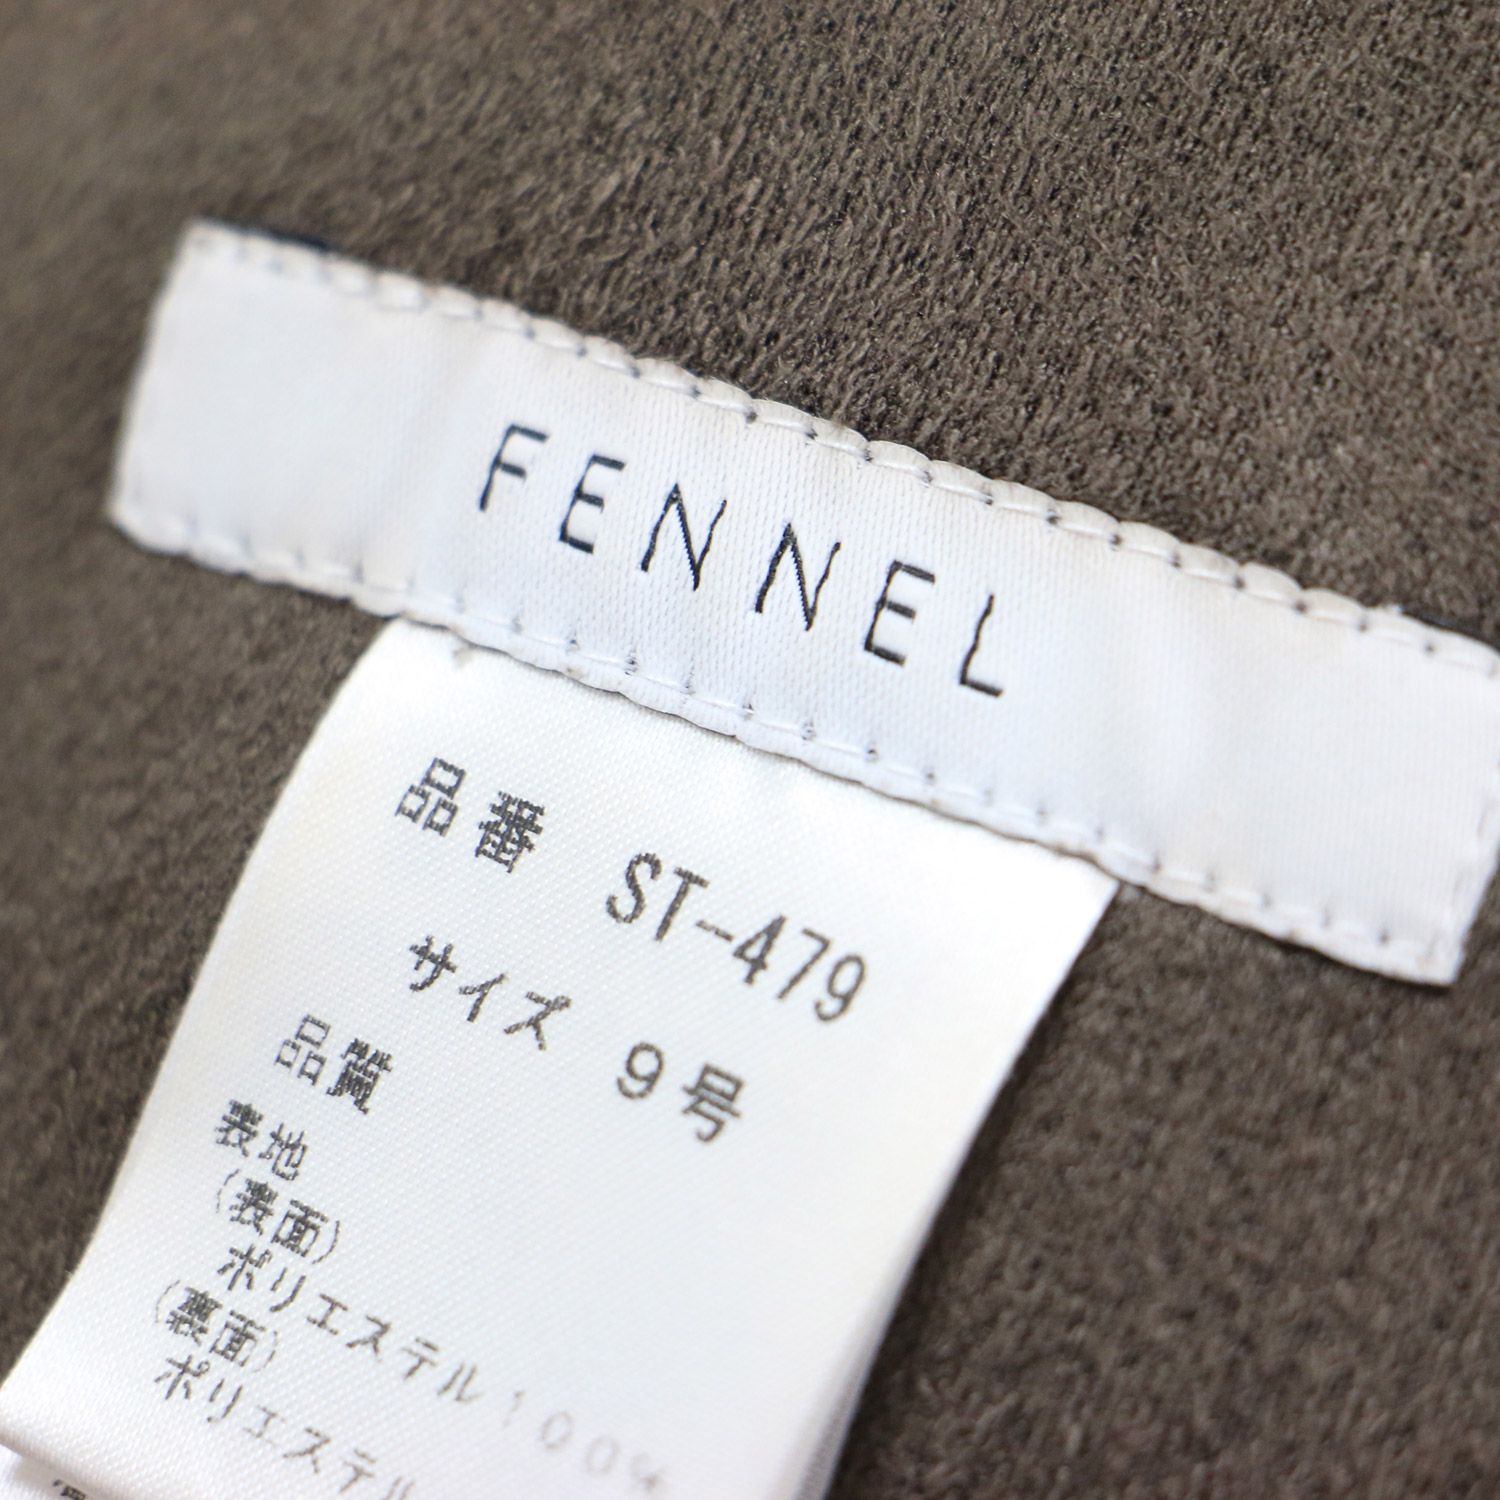 FENNEL
品番 ST-479
サイズ 9号
品質
表地
(表面)
ポリエステル100%
(裏面)
ポリエステル